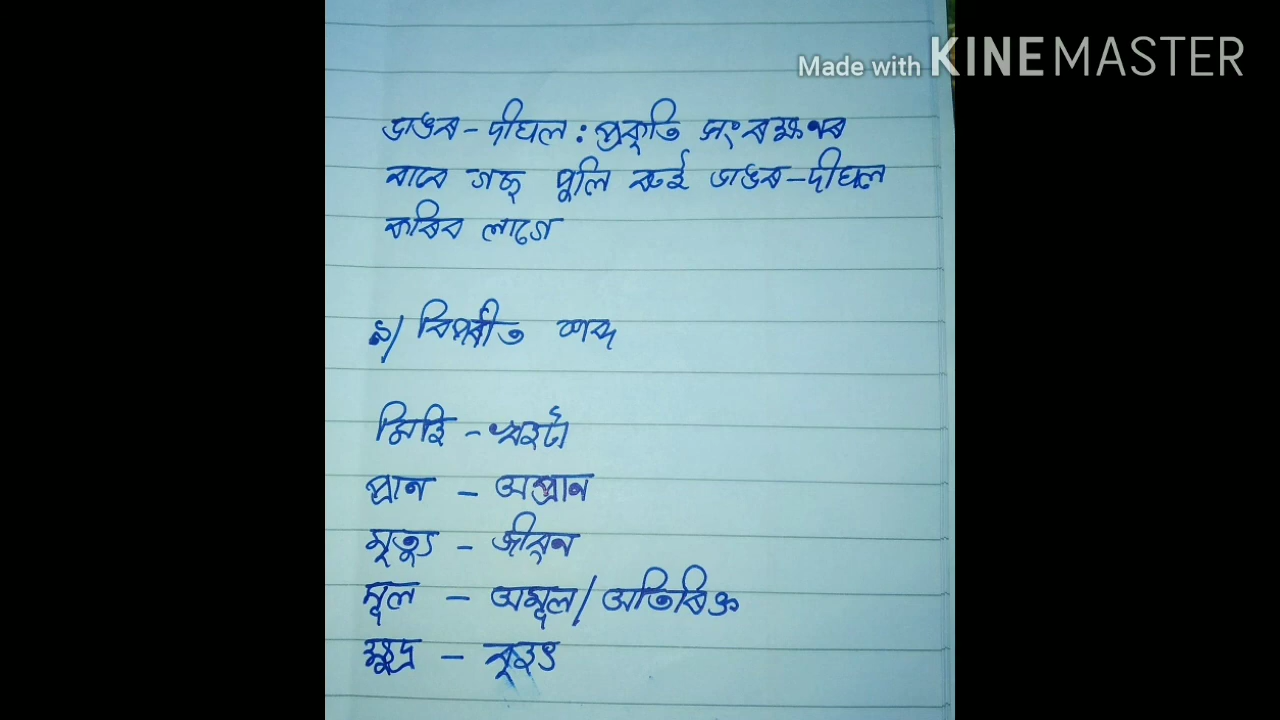 Made with KINEMASTER
ডাঙৰ-দীঘল : প্ৰকৃতি সংৰক্ষণৰ
বাবে গছ পুলি ৰুই ডাঙৰ-দীঘল
কৰিব লাগে
৯/ বিপৰীত শব্দ
মিহি - খহটা
প্ৰান - অপ্ৰান
মৃত্যু - জীৱন
মূল - অমূল/অতিৰিক্ত
ক্ষুদ্ৰ - বৃহৎ